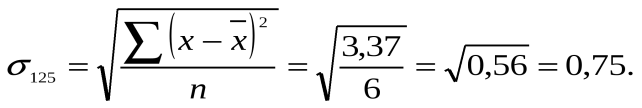 σ₁₂₅ = √(∑(x − x̅)² / n) = √(3,37 / 6) = √0,56 = 0,75.